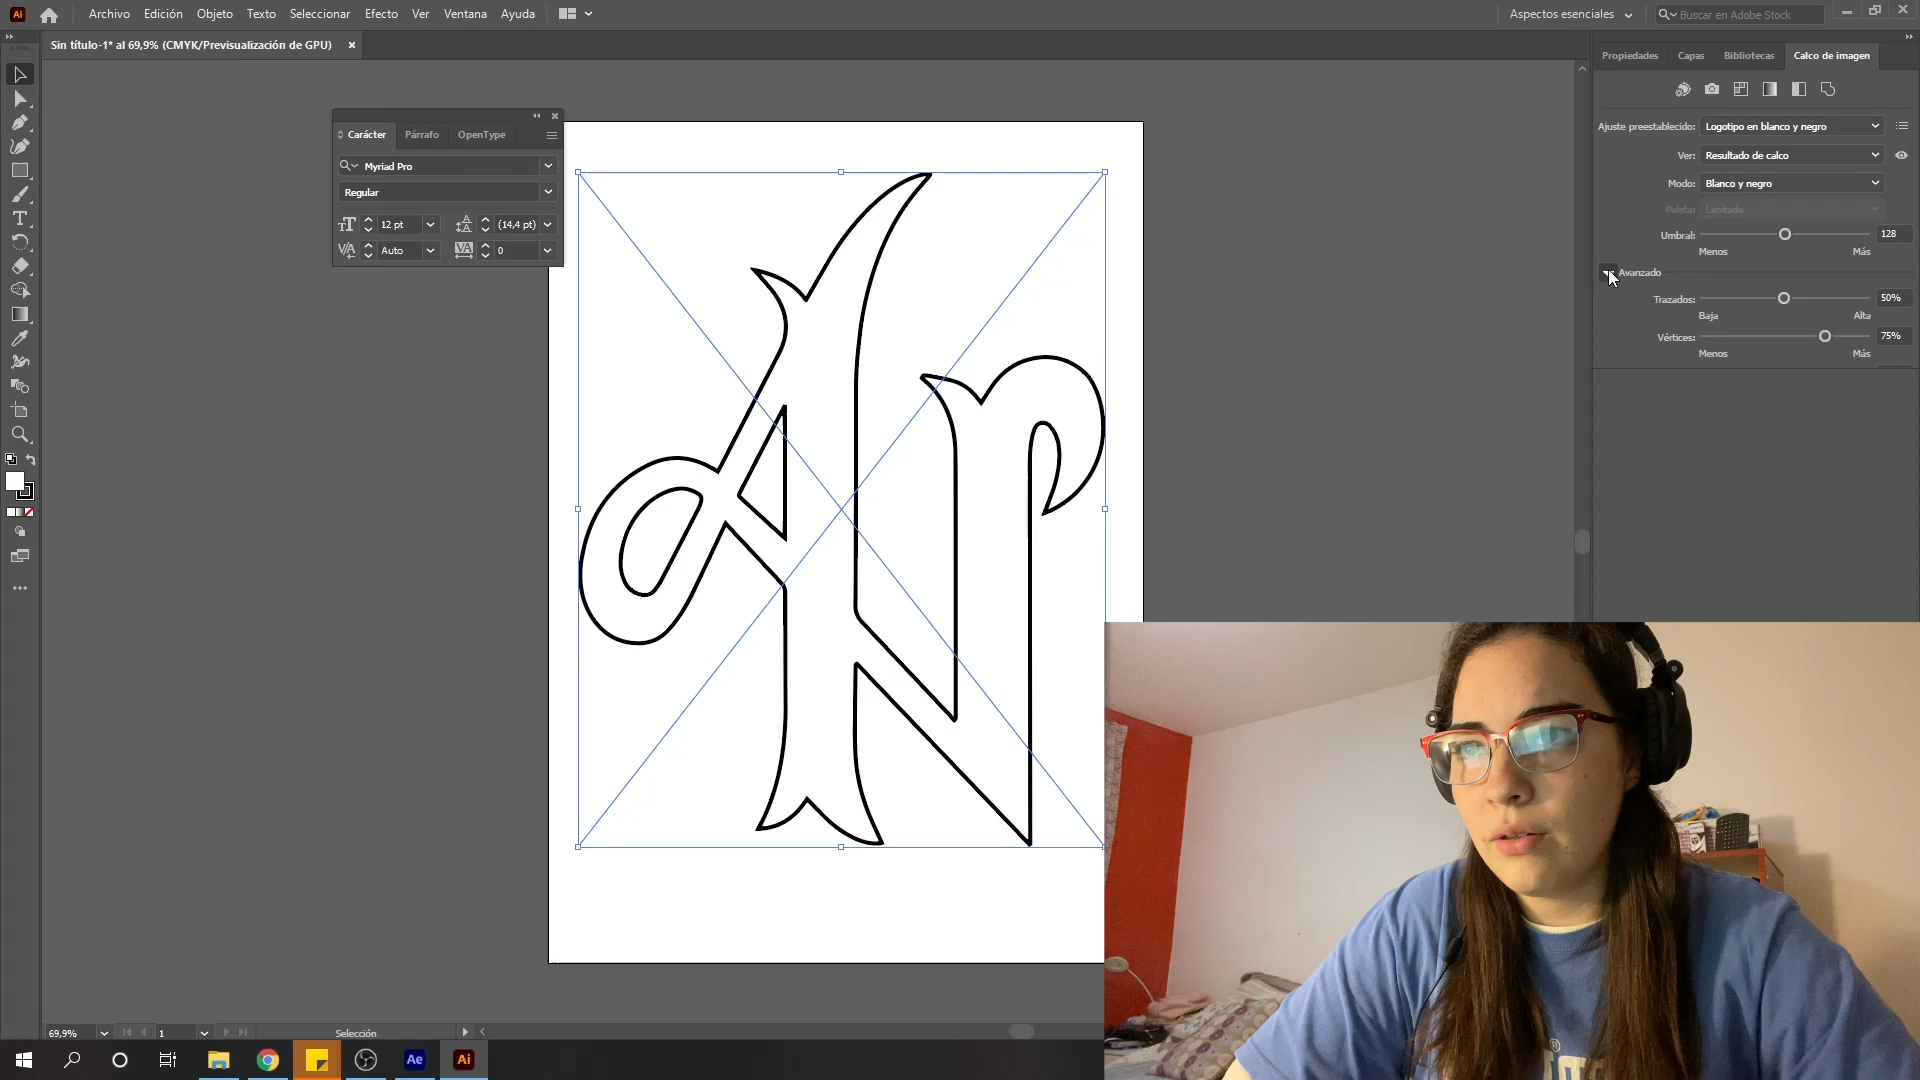 Ai Archivo Edición Objeto Texto Seleccionar Efecto Ver Ventana Ayuda Aspectos esenciales Buscar en Adobe Stock
Sin título-1* al 69,9% (CMYK/Previsualización de GPU)
Propiedades Capas Bibliotecas Calco de imagen
Carácter Párrafo OpenType
Myriad Pro
Regular
12 pt (14,4 pt)
Auto 0
Ajuste preestablecido: Logotipo en blanco y negro
Ver: Resultado de calco
Modo: Blanco y negro
Paleta: Limitada
Umbral: 128
Menos Más
Avanzado
Trazados: 50%
Baja Alta
Vértices: 75%
Menos Más
69,9% 1 Selección
Ae Ai